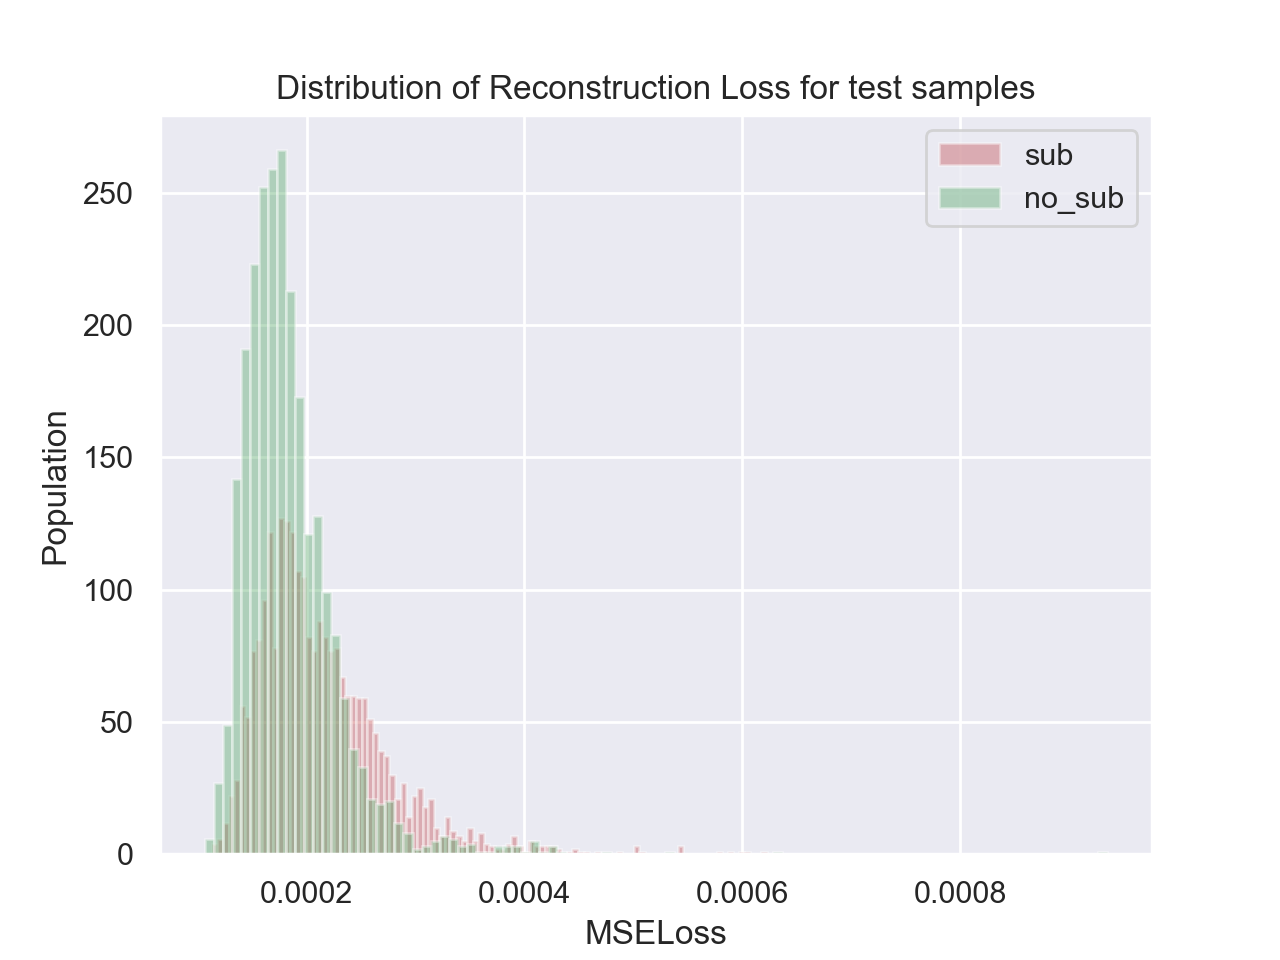 Distribution of Reconstruction Loss for test samples
sub
no_sub
250
200
150
100
50
0
Population
0.0002
0.0004
0.0006
0.0008
MSELoss